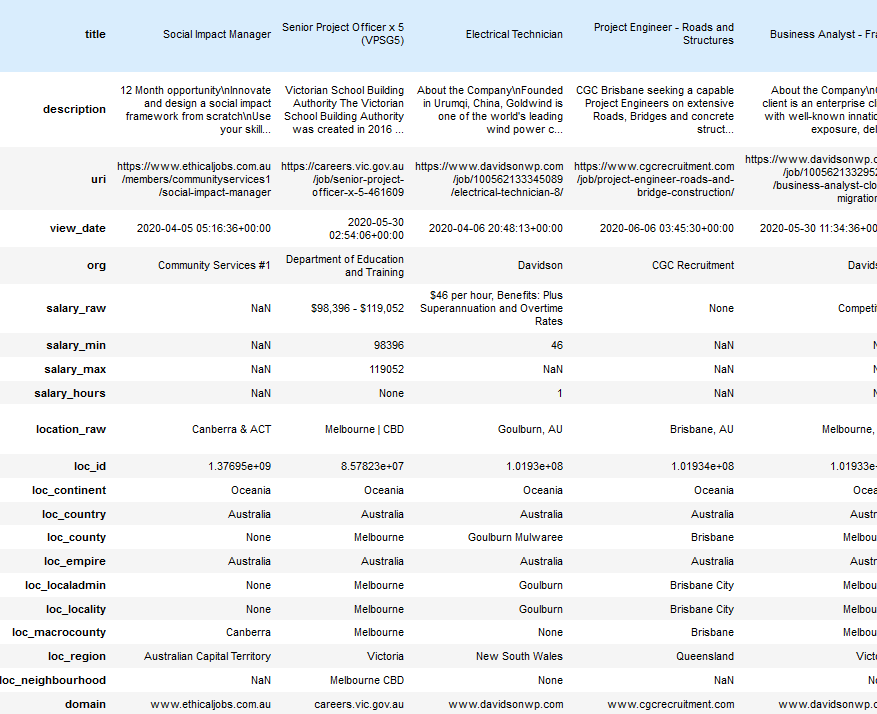 title Social Impact Manager Senior Project Officer x 5 (VPSG5) Electrical Technician Project Engineer - Roads and Structures Business Analyst - Fra
description 12 Month opportunity\nInnovate and design a social impact framework from scratch\nUse your skill... Victorian School Building Authority The Victorian School Building Authority was created in 2016 ... About the Company\nFounded in Urumqi, China, Goldwind is one of the world's leading wind power c... CGC Brisbane seeking a capable Project Engineers on extensive Roads, Bridges and concrete struct... About the Company\n client is an enterprise cl with well-known innatio exposure, del
uri https://www.ethicaljobs.com.au/members/communityservices1/social-impact-manager https://careers.vic.gov.au/job/senior-project-officer-x-5-461609 https://www.davidsonwp.com/job/100562133345089/electrical-technician-8/ https://www.cgcrecruitment.com/job/project-engineer-roads-and-bridge-construction/ https://www.davidsonwp.c /job/1005621332952 /business-analyst-clo migration
view_date 2020-04-05 05:16:36+00:00 2020-05-30 02:54:06+00:00 2020-04-06 20:48:13+00:00 2020-06-06 03:45:30+00:00 2020-05-30 11:34:36+00
org Community Services #1 Department of Education and Training Davidson CGC Recruitment Davids
salary_raw NaN $98,396 - $119,052 $46 per hour, Benefits: Plus Superannuation and Overtime Rates None Competi
salary_min NaN 98396 46 NaN N
salary_max NaN 119052 NaN NaN N
salary_hours NaN None 1 NaN N
location_raw Canberra & ACT Melbourne | CBD Goulburn, AU Brisbane, AU Melbourne,
loc_id 1.37695e+09 8.57823e+07 1.0193e+08 1.01934e+08 1.01933e+
loc_continent Oceania Oceania Oceania Oceania Ocea
loc_country Australia Australia Australia Australia Austr
loc_county None Melbourne Goulburn Mulwaree Brisbane Melbou
loc_empire Australia Australia Australia Australia Austr
loc_localadmin None Melbourne Goulburn Brisbane City Melbou
loc_locality None Melbourne Goulburn Brisbane City Melbou
loc_macrocounty Canberra Melbourne None Brisbane Melbou
loc_region Australian Capital Territory Victoria New South Wales Queensland Victo
loc_neighbourhood NaN Melbourne CBD None NaN No
domain www.ethicaljobs.com.au careers.vic.gov.au www.davidsonwp.com www.cgcrecruitment.com www.davidsonwp.c